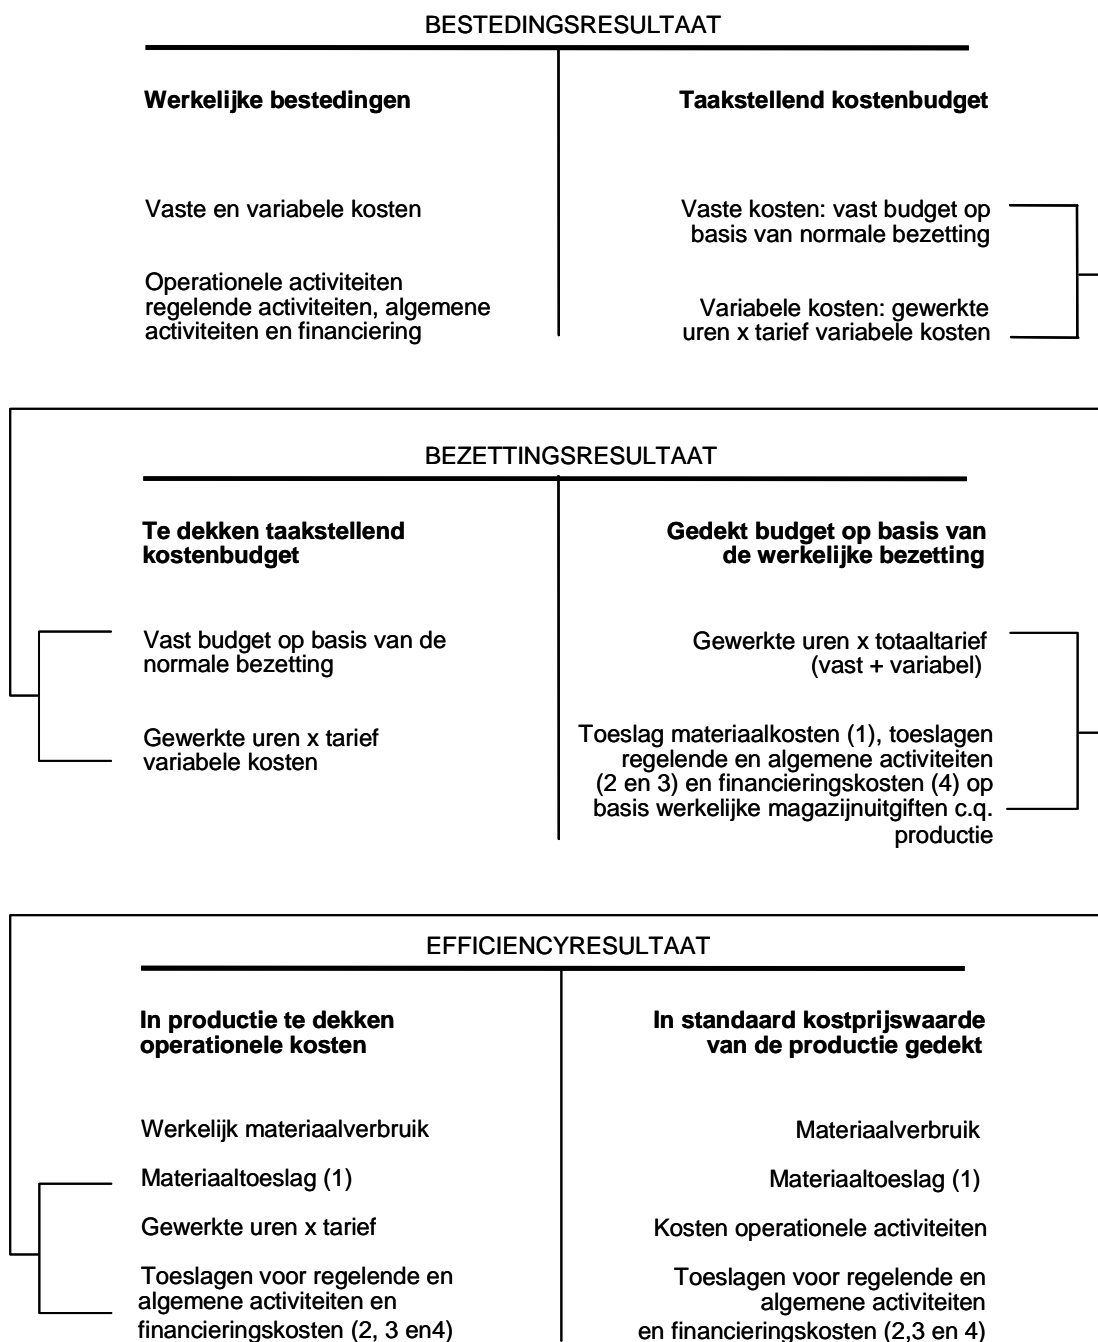 BESTEDINGSRESULTAAT
Werkelijke bestedingen
Taakstellend kostenbudget
Vaste en variabele kosten
Vaste kosten: vast budget op
basis van normale bezetting
Operationele activiteiten
regelende activiteiten, algemene
activiteiten en financiering
Variabele kosten: gewerkte
uren x tarief variabele kosten
BEZETTINGSRESULTAAT
Te dekken taakstellend
kostenbudget
Gedekt budget op basis van
de werkelijke bezetting
Vast budget op basis van de
normale bezetting
Gewerkte uren x totaaltarief
(vast + variabel)
Gewerkte uren x tarief
variabele kosten
Toeslag materiaalkosten (1), toeslagen
regelende en algemene activiteiten
(2 en 3) en financieringskosten (4) op
basis werkelijke magazijnuitgiften c.q.
productie
EFFICIENCYRESULTAAT
In productie te dekken
operationele kosten
In standaard kostprijswaarde
van de productie gedekt
Werkelijk materiaalverbruik
Materiaalverbruik
Materiaaltoeslag (1)
Materiaaltoeslag (1)
Gewerkte uren x tarief
Kosten operationele activiteiten
Toeslagen voor regelende en
algemene activiteiten en
financieringskosten (2, 3 en4)
Toeslagen voor regelende en
algemene activiteiten
en financieringskosten (2,3 en 4)